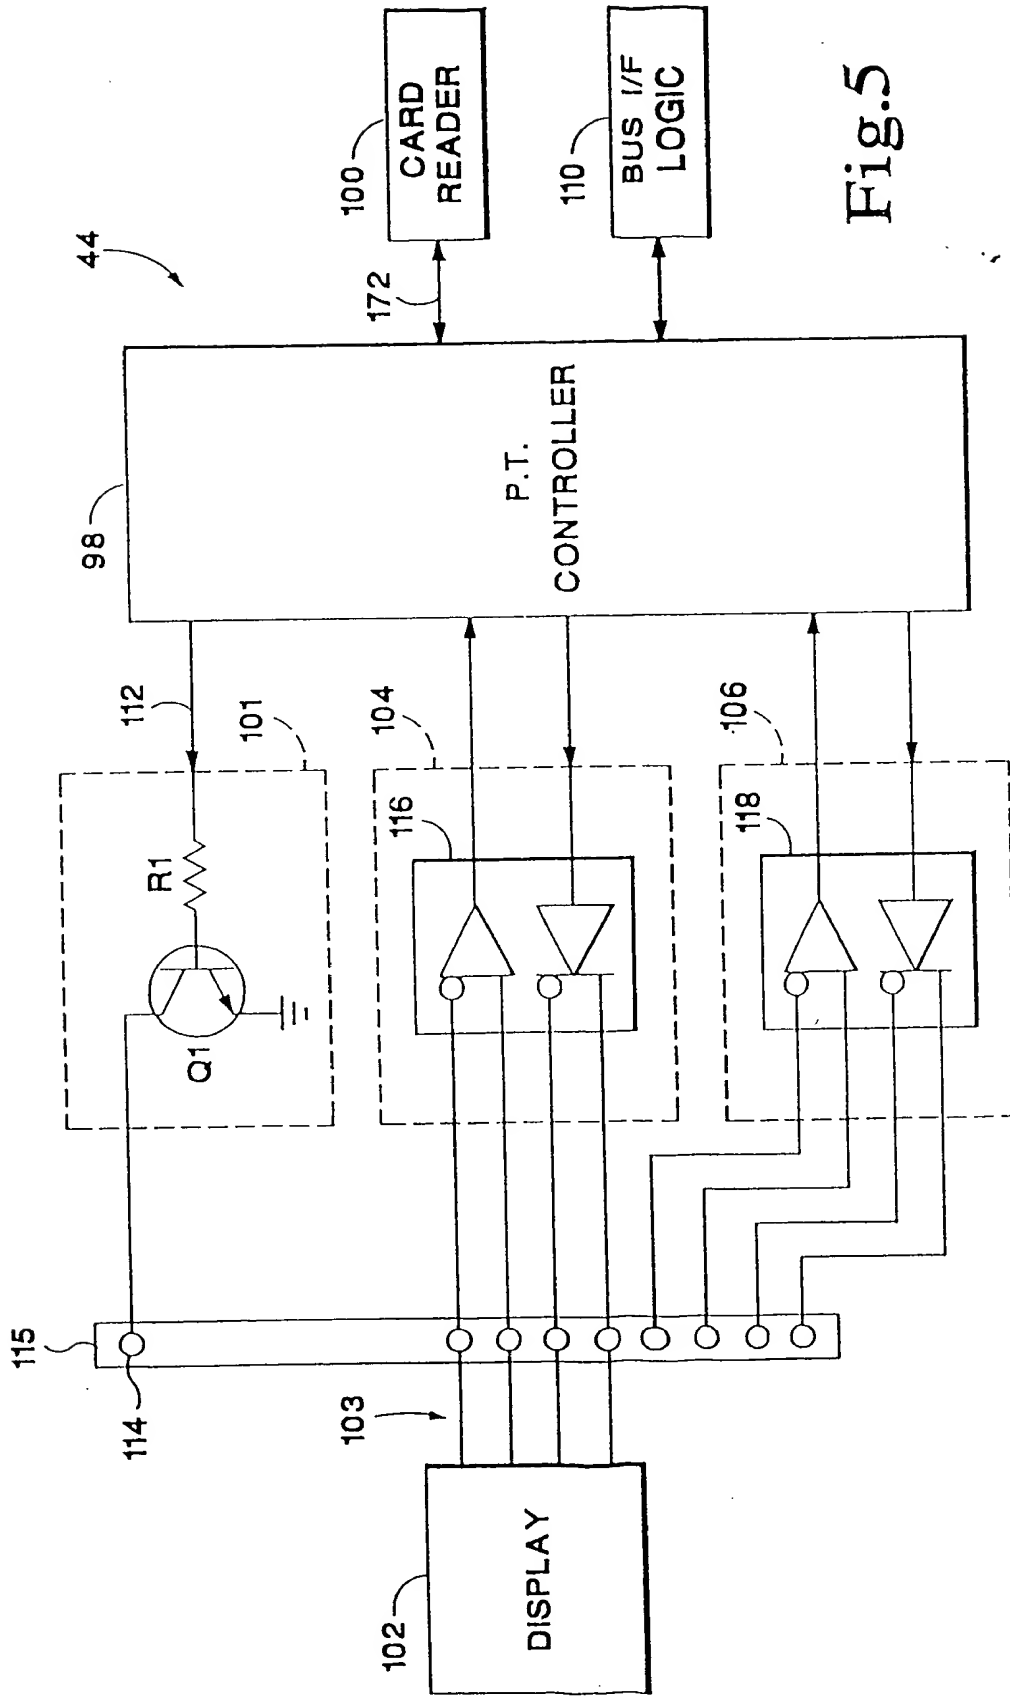 44
98
P.T.
CONTROLLER
100
CARD
READER
172
110
BUS I/F
LOGIC
112
101
R1
Q1
104
116
106
118
115
114
103
102
DISPLAY
Fig.5